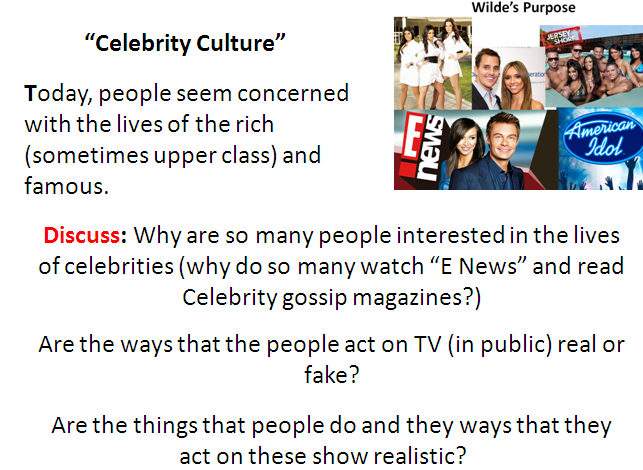 Wilde's Purpose
"Celebrity Culture"
JERSEY
SHORE
Today, people seem concerned
with the lives of the rich
(sometimes upper class) and
famous.
E!
news
American
Idol
Discuss: Why are so many people interested in the lives
of celebrities (why do so many watch "E News" and read
Celebrity gossip magazines?)
Are the ways that the people act on TV (in public) real or
fake?
Are the things that people do and they ways that they
act on these show realistic?